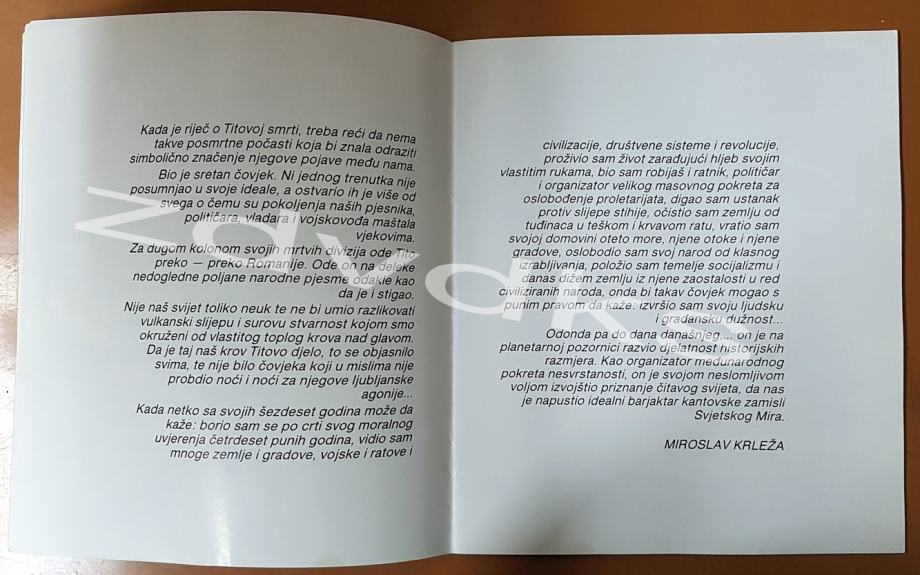 Kada je riječ o Titovoj smrti, treba reći da nema
takve posmrtne počasti koja bi znala odraziti
simbolično značenje njegove pojave među nama.
Bio je sretan čovjek. Ni jednog trenutka nije
posumnjao u svoje ideale, a ostvario ih je više od
svega o čemu su pokoljenja naših pjesnika,
političara, vladara i vojskovođa maštala
vjekovima.
Za dugom kolonom svojih mrtvih divizija ode Tito
preko — preko Romanije. Ode on na deleke
nedogledne poljane narodne pjesme odakle kao
da je i stigao.
Nije naš svijet toliko neuk te ne bi umio razlikovati
vulkanski slijepu i surovu stvarnost kojom smo
okruženi od vlastitog toplog krova nad glavom.
Da je taj naš krov Titovo djelo, to se objasnilo
svima, te nije bilo čovjeka koji u mislima nije
probdio noći i noći za njegove ljubljanske
agonije...
Kada netko sa svojih šezdeset godina može da
kaže: borio sam se po crti svog moralnog
uvjerenja četrdeset punih godina, vidio sam
mnoge zemlje i gradove, vojske i ratove i
civilizacije, društvene sisteme i revolucije,
proživio sam život zarađujući hljeb svojim
vlastitim rukama, bio sam robijaš i ratnik, političar
i organizator velikog masovnog pokreta za
oslobođenje proletarijata, digao sam ustanak
protiv slijepe stihije, očistio sam zemlju od
tuđinaca u teškom i krvavom ratu, vratio sam
svojoj domovini oteto more, njene otoke i njene
gradove, oslobodio sam svoj narod od klasnog
izrabljivanja, položio sam temelje socijalizmu i
danas dižem zemlju iz njene zaostalosti u red
civiliziranih naroda, onda bi takav čovjek mogao s
punim pravom da kaže: izvršio sam svoju ljudsku
i građansku dužnost...
Odonda pa do dana današnjeg,... on je na
planetarnoj pozornici razvio djelatnost historijskih
razmjera. Kao organizator međunarodnog
pokreta nesvrstanosti, on je svojom neslomljivom
voljom izvojštio priznanje čitavog svijeta, da nas
je napustio idealni barjaktar kantovske zamisli
Svjetskog Mira.
MIROSLAV KRLEŽA
zdvdks